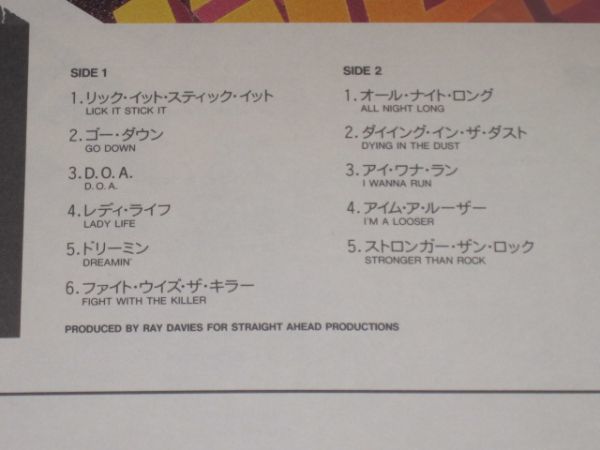 SIDE 1
1.リック・イット・スティック・イット
LICK IT STICK IT
2.ゴー・ダウン
GO DOWN
3.D.O.A.
D.O.A.
4.レディ・ライフ
LADY LIFE
5.ドリーミン
DREAMIN'
6.ファイト・ウイズ・ザ・キラー
FIGHT WITH THE KILLER
SIDE 2
1.オール・ナイト・ロング
ALL NIGHT LONG
2.ダイイング・イン・ザ・ダスト
DYING IN THE DUST
3.アイ・ワナ・ラン
I WANNA RUN
4.アイム・ア・ルーザー
I'M A LOOSER
5.ストロンガー・ザン・ロック
STRONGER THAN ROCK
PRODUCED BY RAY DAVIES FOR STRAIGHT AHEAD PRODUCTIONS